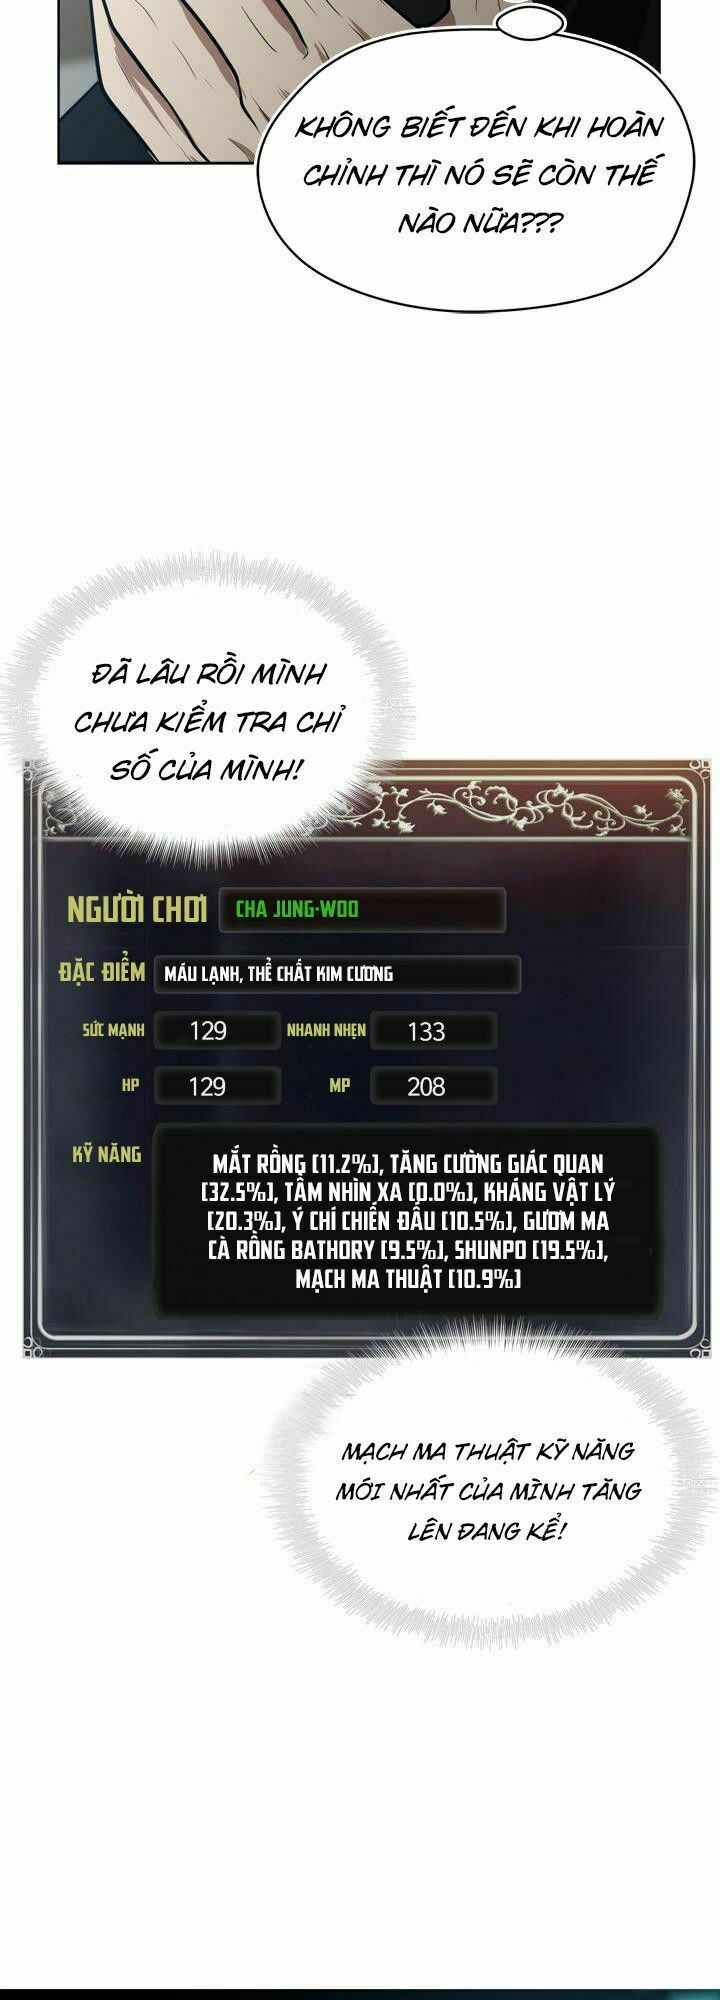 KHÔNG BIẾT ĐẾN KHI HOÀN
CHỈNH THÌ NÓ SẼ CÒN THẾ
NÀO NỮA???
ĐÃ LÂU RỒI MÌNH
CHƯA KIỂM TRA CHỈ
SỐ CỦA MÌNH!
NGƯỜI CHƠI CHA JUNG-WOO
ĐẶC ĐIỂM MÁU LẠNH, THỂ CHẤT KIM CƯƠNG
SỨC MẠNH 129 NHANH NHẸN 133
HP 129 MP 208
KỸ NĂNG
MẮT RỒNG [11.2%], TĂNG CƯỜNG GIÁC QUAN
[32.5%], TẦM NHÌN XA [0.0%], KHÁNG VẬT LÝ
[20.3%], Ý CHÍ CHIẾN ĐẤU [10.5%], GƯƠM MA
CÀ RỒNG BATHORY [9.5%], SHUNPO [19.5%],
MẠCH MA THUẬT [10.9%]
MẠCH MA THUẬT KỸ NĂNG
MỚI NHẤT CỦA MÌNH TĂNG
LÊN ĐANG KỂ!